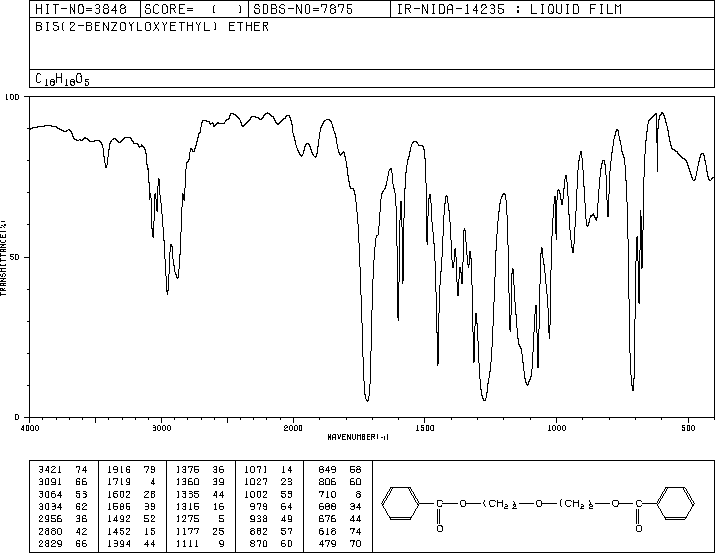 HIT-NO=3848 SCORE= ( ) SDBS-NO=7875 IR-NIDA-14235 : LIQUID FILM
BIS(2-BENZOYLOXYETHYL) ETHER
C18H18O5
100
50
0
TRANSMITTANCE(%)
4000 3000 2000 1500 1000 500
WAVENUMBER(-1)
3421 74 1916 79 1375 36 1071 14 849 58
3091 66 1719 4 1360 39 1027 23 806 60
3064 53 1602 28 1335 44 1002 53 710 8
3034 62 1586 39 1315 16 979 64 688 34
2956 36 1492 52 1275 5 938 49 676 44
2880 42 1452 15 1177 25 882 57 618 74
2829 66 1394 44 1111 9 870 60 479 70
C—O—(CH2)2—O—(CH2)2—O—C
O O